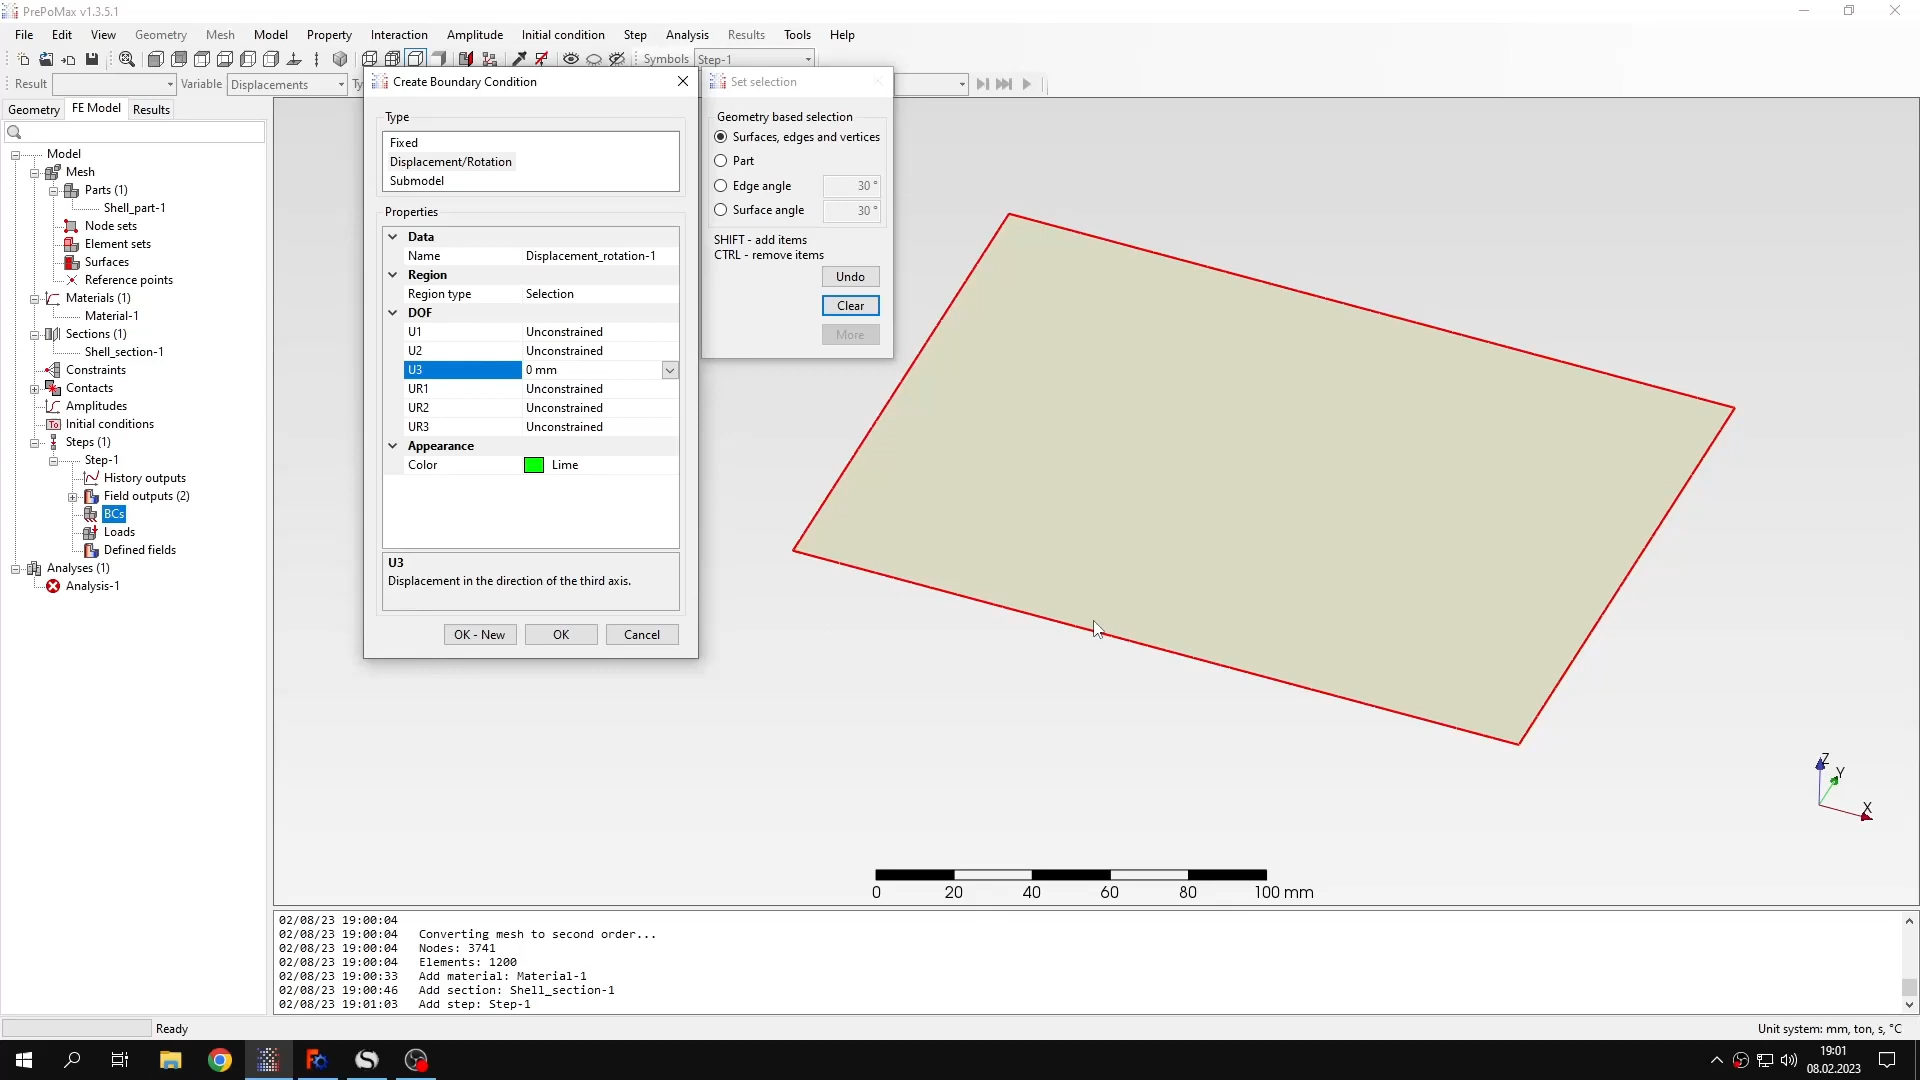 PrePoMax v1.3.5.1
File Edit View Geometry Mesh Model Property Interaction Amplitude Initial condition Step Analysis Results Tools Help
Symbols Step-1
Result Variable Displacements
Geometry FE Model Results
Model
Mesh
Parts (1)
Shell_part-1
Node sets
Element sets
Surfaces
Reference points
Materials (1)
Material-1
Sections (1)
Shell_section-1
Constraints
Contacts
Amplitudes
Initial conditions
Steps (1)
Step-1
History outputs
Field outputs (2)
BCs
Loads
Defined fields
Analyses (1)
Analysis-1
Create Boundary Condition
Type
Fixed
Displacement/Rotation
Submodel
Properties
Data
Name Displacement_rotation-1
Region
Region type Selection
DOF
U1 Unconstrained
U2 Unconstrained
U3 0 mm
UR1 Unconstrained
UR2 Unconstrained
UR3 Unconstrained
Appearance
Color Lime
U3
Displacement in the direction of the third axis.
OK - New OK Cancel
Set selection
Geometry based selection
Surfaces, edges and vertices
Part
Edge angle 30 °
Surface angle 30 °
SHIFT - add items
CTRL - remove items
Undo
Clear
More
Z
Y
X
0 20 40 60 80 100 mm
02/08/23 19:00:04
02/08/23 19:00:04 Converting mesh to second order...
02/08/23 19:00:04 Nodes: 3741
02/08/23 19:00:04 Elements: 1200
02/08/23 19:00:33 Add material: Material-1
02/08/23 19:00:46 Add section: Shell_section-1
02/08/23 19:01:03 Add step: Step-1
Ready
Unit system: mm, ton, s, °C
19:01
08.02.2023